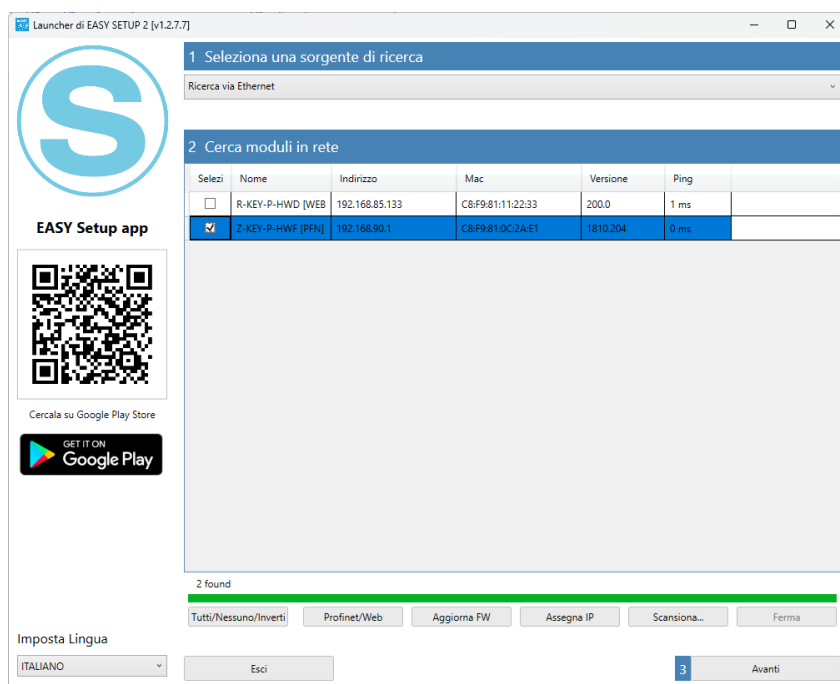 Launcher di EASY SETUP 2 [v1.2.7.7]
S
EASY Setup app
Cercala su Google Play Store
GET IT ON
Google Play
Imposta Lingua
ITALIANO
1 Seleziona una sorgente di ricerca
Ricerca via Ethernet
2 Cerca moduli in rete
Selezi Nome Indirizzo Mac Versione Ping
R-KEY-P-HWD [WEB 192.168.85.133 C8:F9:81:11:22:33 200.0 1 ms
Z-KEY-P-HWF [PFN] 192.168.90.1 C8:F9:81:0C:2A:E1 1810.204 0 ms
2 found
Tutti/Nessuno/Inverti Profinet/Web Aggiorna FW Assegna IP Scansiona... Ferma
Esci 3 Avanti